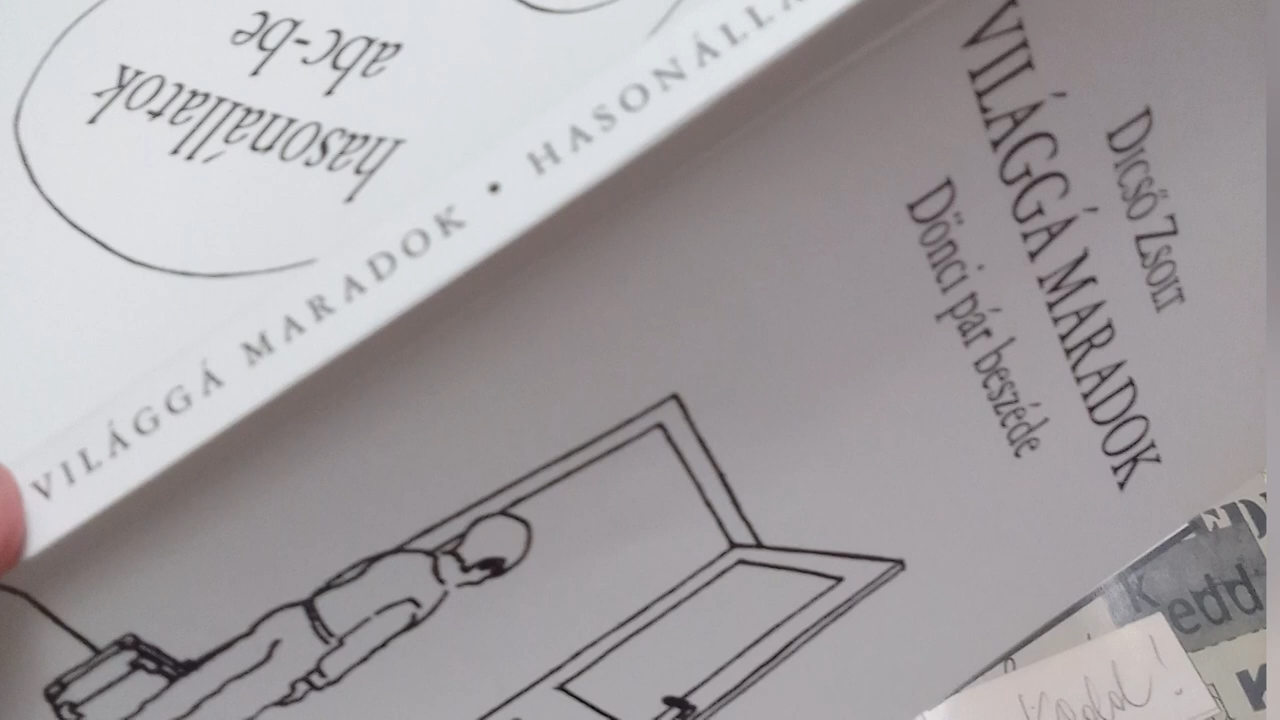 hasonállatok
abc-be
VILÁGGÁ MARADOK • HASONÁLLA
Dicső Zsolt
VILÁGGÁ MARADOK
Dönci pár beszéde
kedd